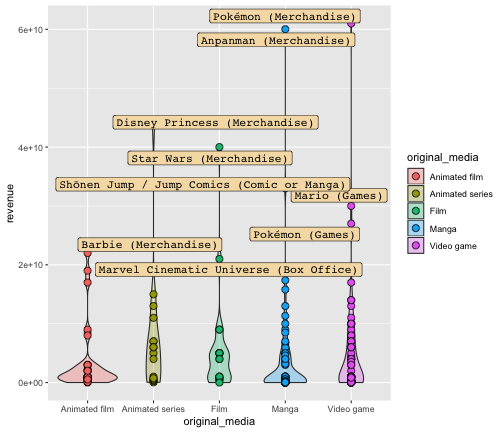 Pokémon (Merchandise)
6e+10
Anpanman (Merchandise)
Disney Princess (Merchandise)
4e+10
Star Wars (Merchandise)
Shōnen Jump / Jump Comics (Comic or Manga)
Mario (Games)
Pokémon (Games)
Barbie (Merchandise)
2e+10
Marvel Cinematic Universe (Box Office)
0e+00
revenue
Animated film
Animated series
Film
Manga
Video game
original_media
original_media
Animated film
Animated series
Film
Manga
Video game